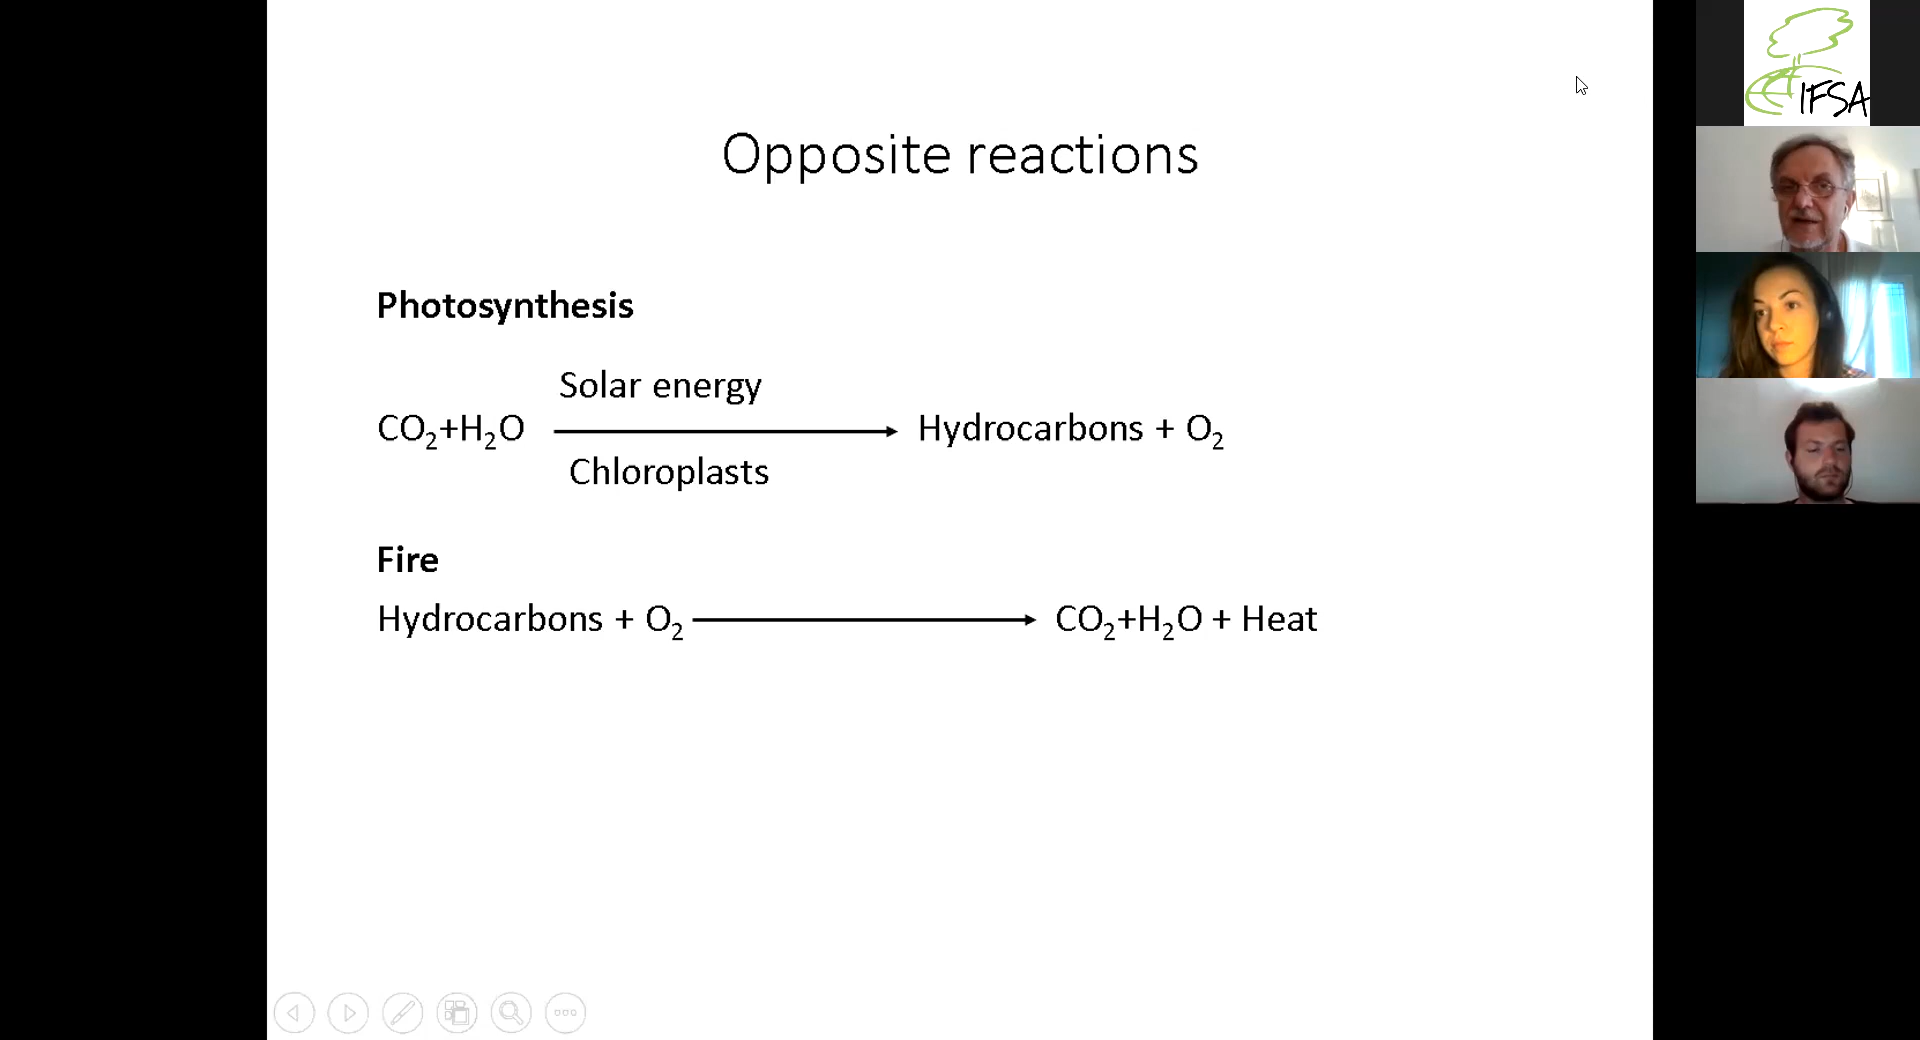 Opposite reactions
Photosynthesis
Solar energy
CO₂+H₂O Hydrocarbons + O₂
Chloroplasts
Fire
Hydrocarbons + O₂ CO₂+H₂O + Heat
IFSA